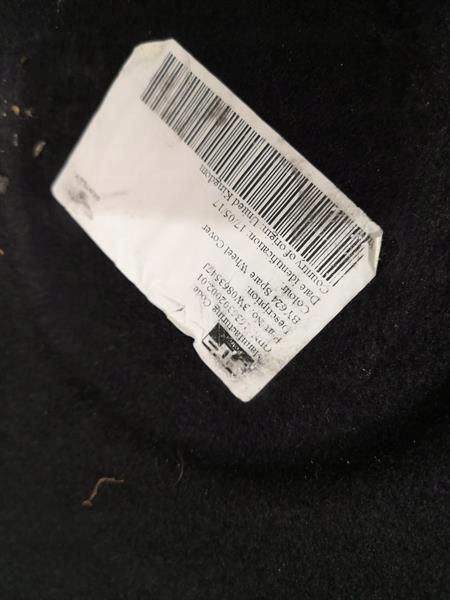 Manufacturing
Code
Part No.:
Description:
B1624 Spare Wheel Cover
Colour:
Date identification: 17.05.17
Country of origin: United Kingdom